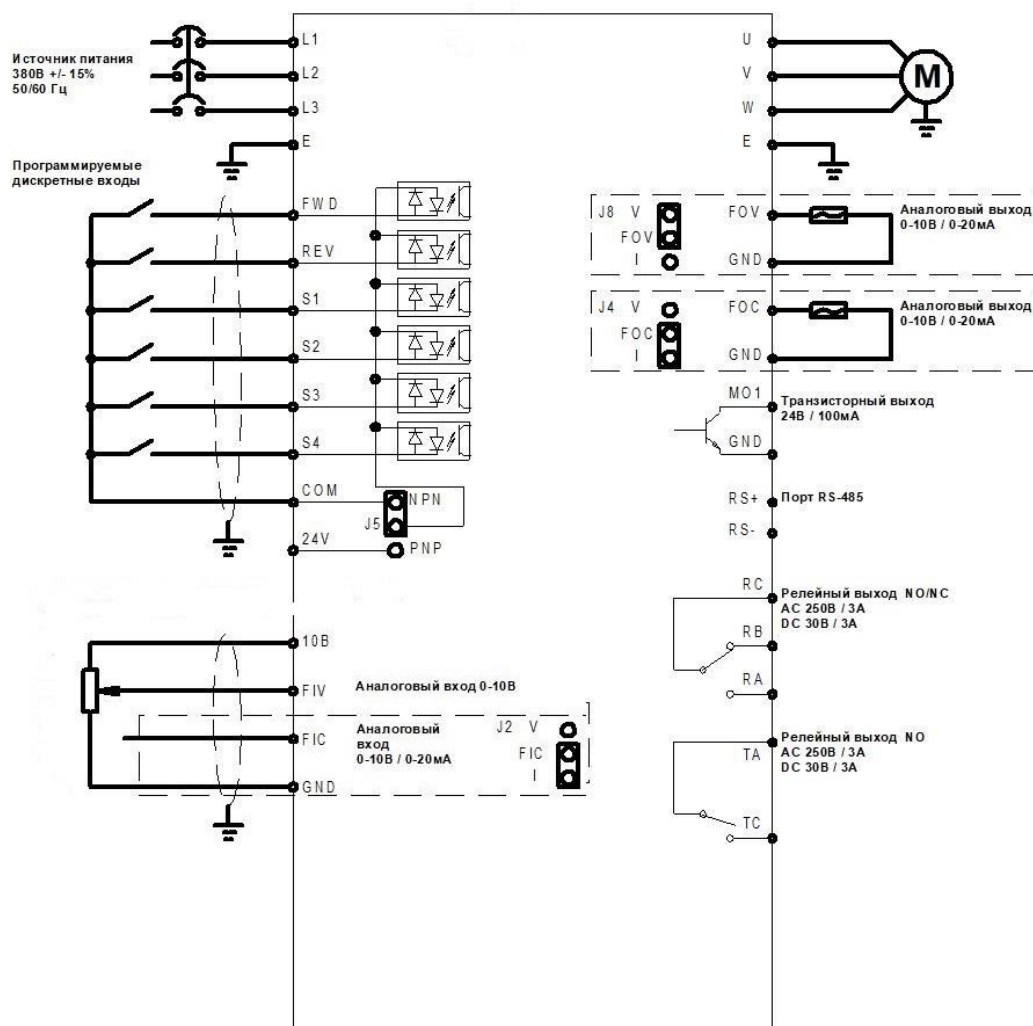 Источник питания
380В +/- 15%
50/60 Гц
L1
L2
L3
E
U
V
W
E
M
Программируемые
дискретные входы
FWD
REV
S1
S2
S3
S4
COM
24V
NPN
J5
PNP
J8 V
FOV
I
FOV
GND
Аналоговый выход
0-10В / 0-20мА
J4 V
FOC
I
FOC
GND
Аналоговый выход
0-10В / 0-20мА
MO1
GND
Транзисторный выход
24В / 100мА
RS+
RS-
Порт RS-485
RC
RB
RA
Релейный выход NO/NC
AC 250В / 3А
DC 30В / 3А
TA
TC
Релейный выход NO
AC 250В / 3А
DC 30В / 3А
10В
FIV
FIC
GND
Аналоговый вход 0-10В
Аналоговый
вход
0-10В / 0-20мА
J2 V
FIC
I